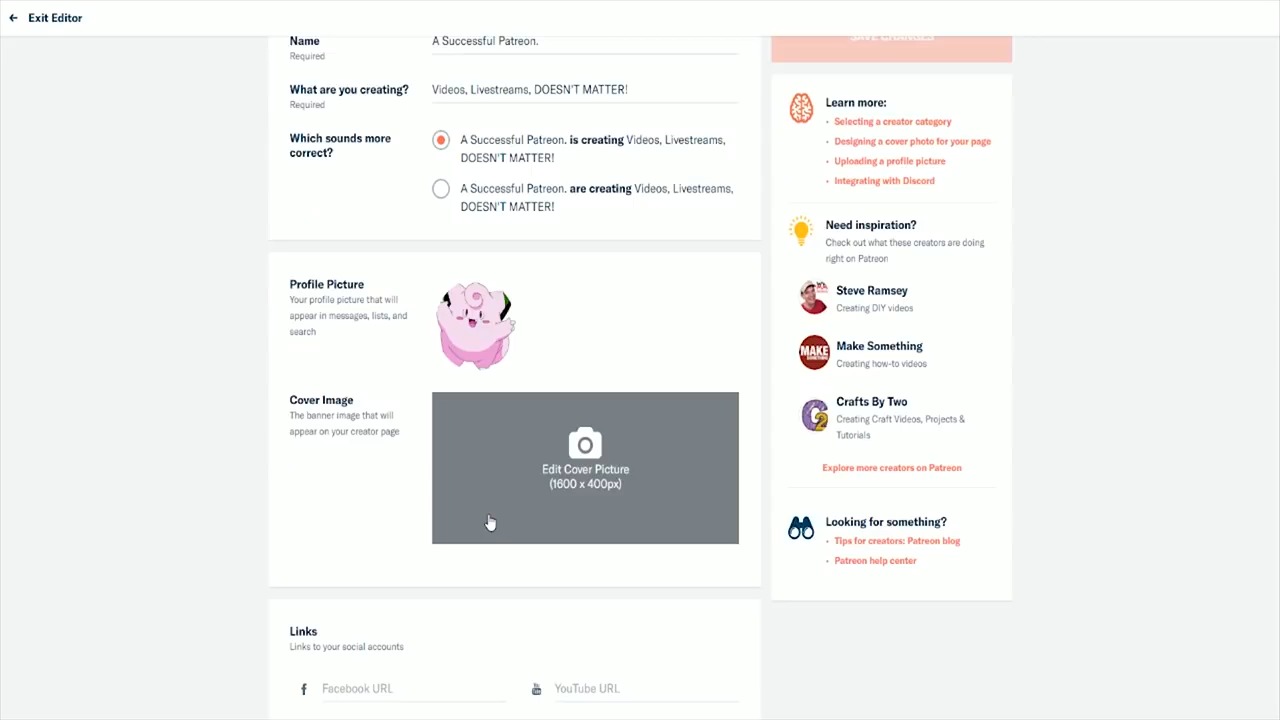 Exit Editor
Name
Required
A Successful Patreon.
What are you creating?
Required
Videos, Livestreams, DOESN'T MATTER!
Which sounds more
correct?
A Successful Patreon. is creating Videos, Livestreams,
DOESN'T MATTER!
A Successful Patreon. are creating Videos, Livestreams,
DOESN'T MATTER!
Profile Picture
Your profile picture that will
appear in messages, lists, and
search
Cover Image
The banner image that will
appear on your creator page
Edit Cover Picture
(1600 x 400px)
Links
Links to your social accounts
Facebook URL
YouTube URL
SAVE CHANGES
Learn more:
• Selecting a creator category
• Designing a cover photo for your page
• Uploading a profile picture
• Integrating with Discord
Need inspiration?
Check out what these creators are doing
right on Patreon
Steve Ramsey
Creating DIY videos
MAKE
SOMETHING
Make Something
Creating how-to videos
Crafts By Two
Creating Craft Videos, Projects &
Tutorials
Explore more creators on Patreon
Looking for something?
• Tips for creators: Patreon blog
• Patreon help center